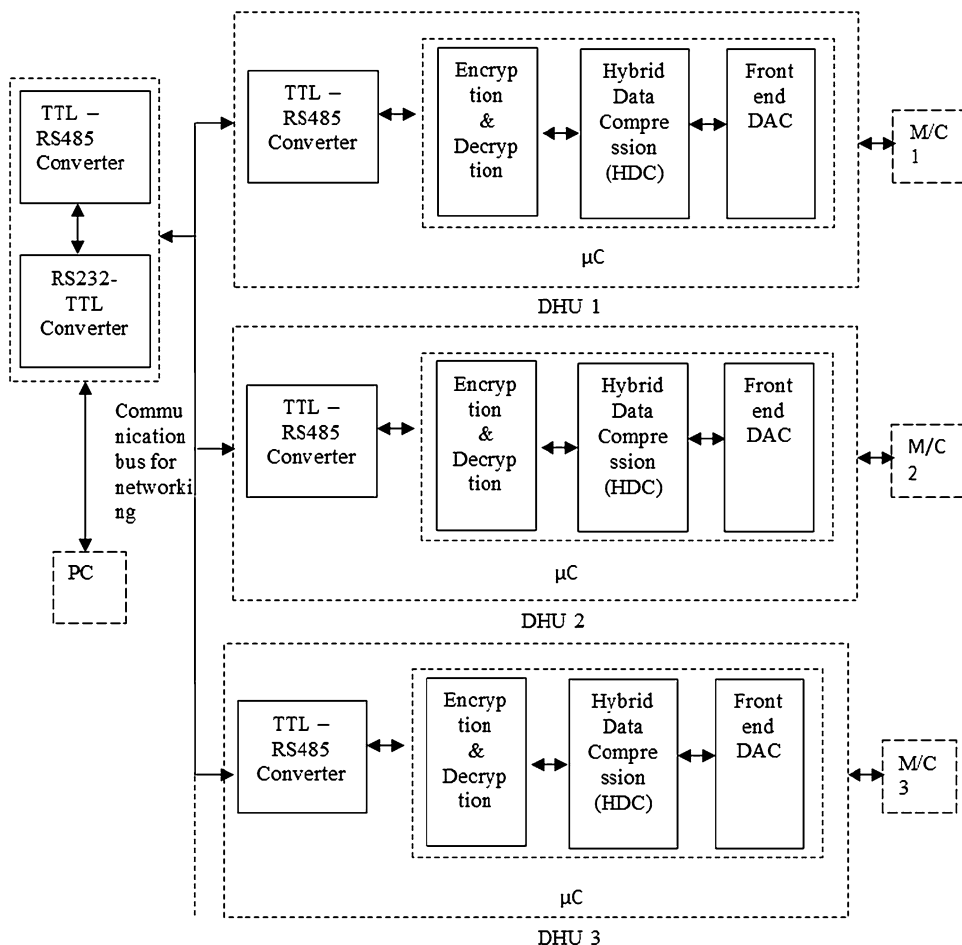 TTL –
RS485
Converter
RS232-
TTL
Converter
Commu
nication
bus for
networki
ng
PC
TTL –
RS485
Converter
Encryp
tion
&
Decryp
tion
Hybrid
Data
Compre
ssion
(HDC)
Front
end
DAC
µC
DHU 1
M/C
1
TTL –
RS485
Converter
Encryp
tion
& 
Decryp
tion
Hybrid
Data
Compre
ssion
(HDC)
Front
end
DAC
µC
DHU 2
M/C
2
TTL –
RS485
Converter
Encryp
tion
&
Decryp
tion
Hybrid
Data
Compre
ssion
(HDC)
Front
end
DAC
µC
DHU 3
M/C
3